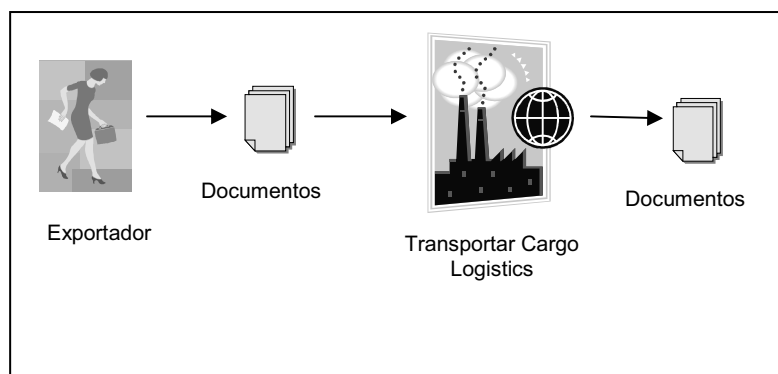 Exportador
Documentos
Transportar Cargo
Logistics
Documentos